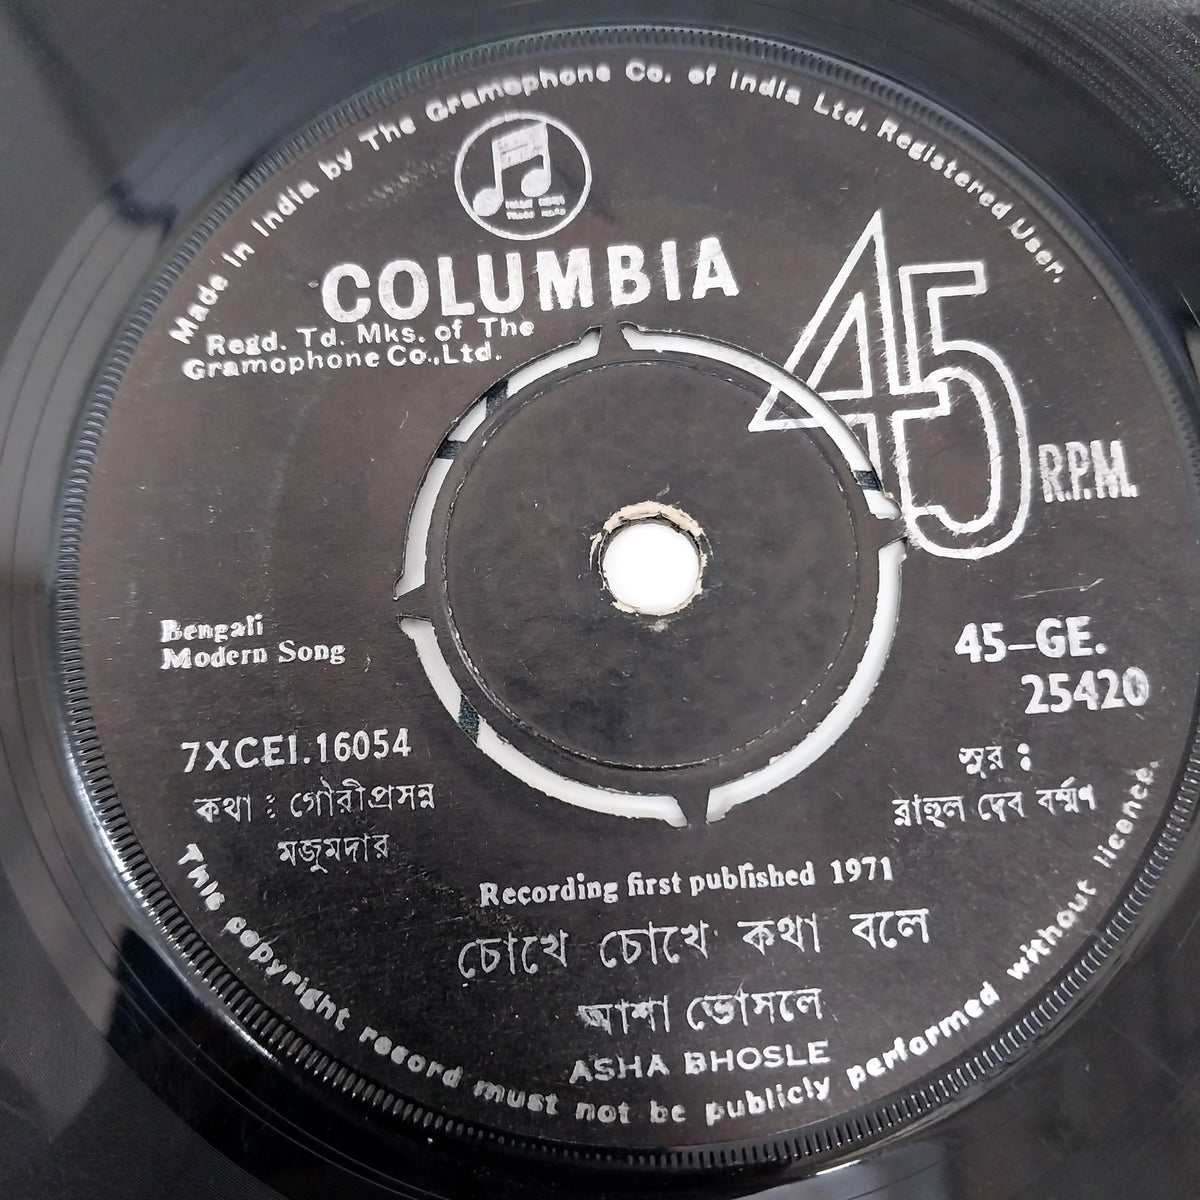 Made in India by The Gramophone Co. of India Ltd. Registered User.
COLUMBIA
Regd. Td. Mks. of The
Gramophone Co.,Ltd.
45
R.P.M.
Bengali
Modern Song
45-GE.
25420
7XCEI.16054
কথা : গৌরীপ্রসন্ন
মজুমদার
সুর :
রাহুল দেব বর্ম্মণ
Recording first published 1971
চোখে চোখে কথা বলে
আশা ভোসলে
ASHA BHOSLE
This copyright record must not be publicly performed without licence.